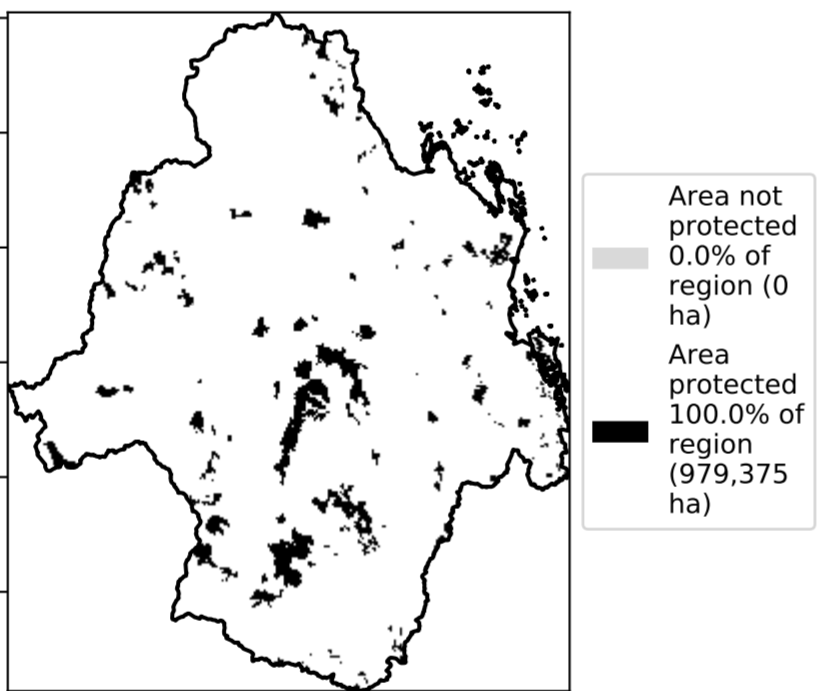 Area not
protected
0.0% of
region (0
ha)
Area
protected
100.0% of
region
(979,375
ha)